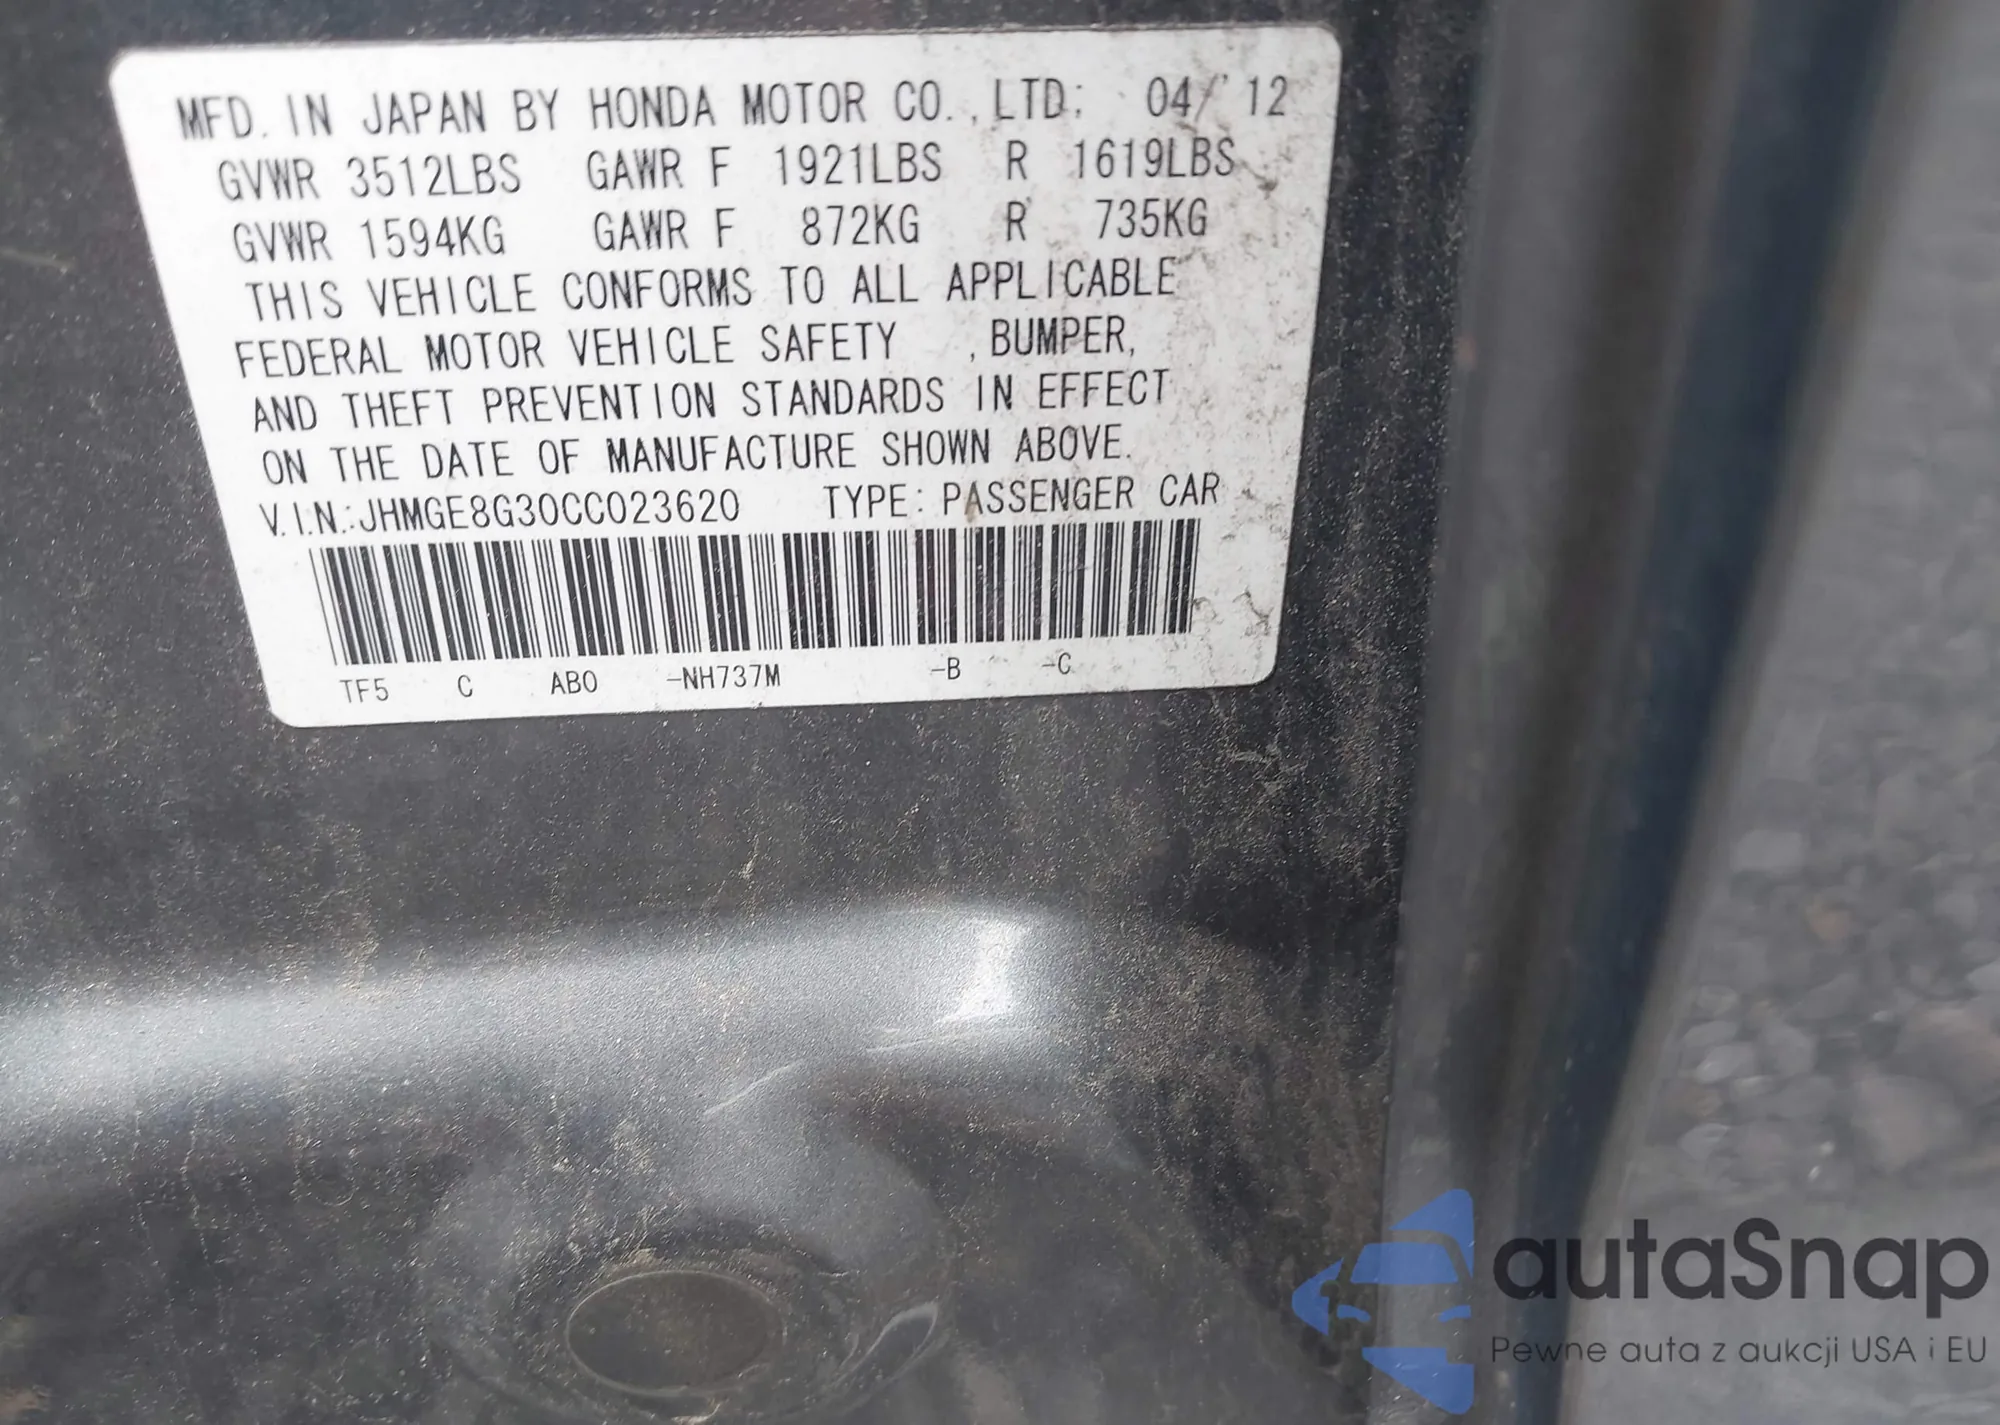 MFD. IN JAPAN BY HONDA MOTOR CO., LTD: 04/'12
GVWR 3512LBS GAWR F 1921LBS R 1619LBS
GVWR 1594KG GAWR F 872KG R 735KG
THIS VEHICLE CONFORMS TO ALL APPLICABLE
FEDERAL MOTOR VEHICLE SAFETY , BUMPER,
AND THEFT PREVENTION STANDARDS IN EFFECT
ON THE DATE OF MANUFACTURE SHOWN ABOVE.
V.I.N.:JHMGE8G30CC023620 TYPE: PASSENGER CAR
TF5 C AB0 -NH737M -B -C
autaSnap
Pewne auta z aukcji USA i EU